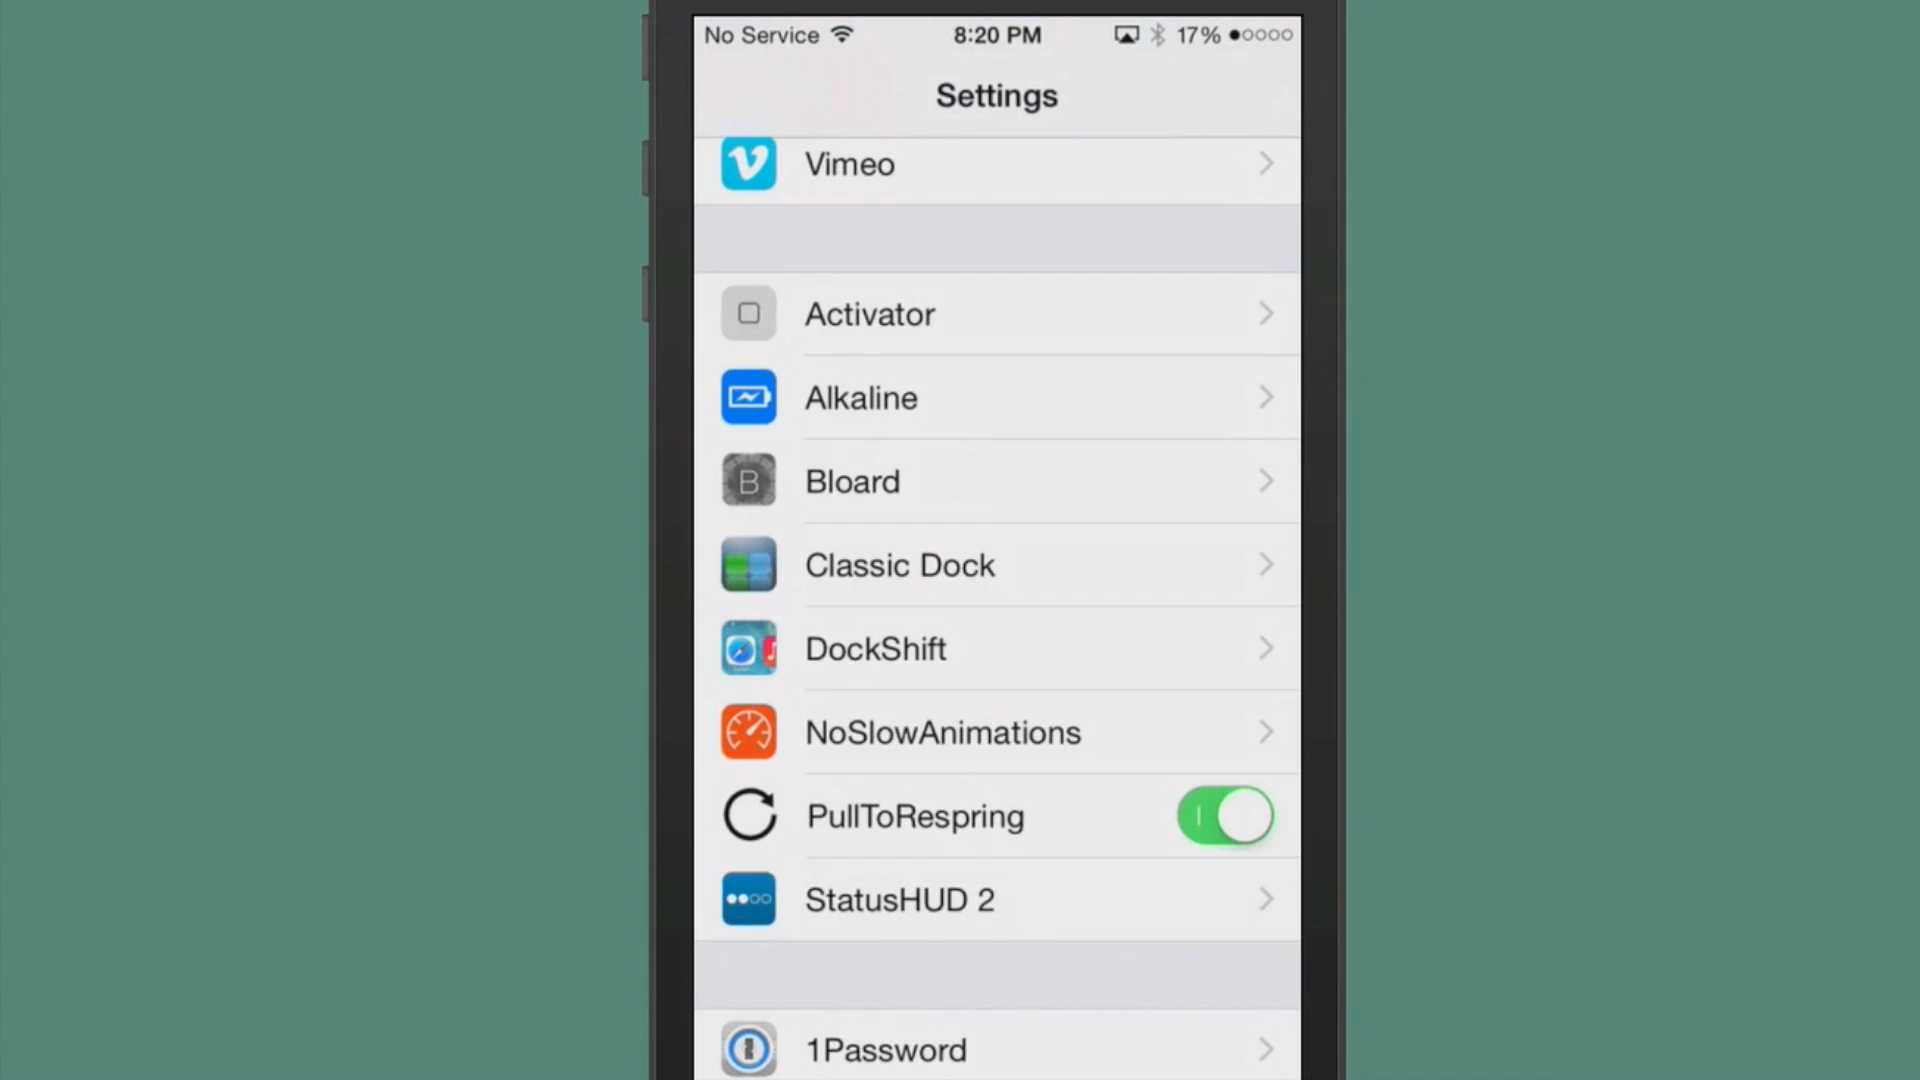 No Service 8:20 PM 17%
Settings
Vimeo
Activator
Alkaline
B Bloard
Classic Dock
DockShift
NoSlowAnimations
PullToRespring
StatusHUD 2
1Password